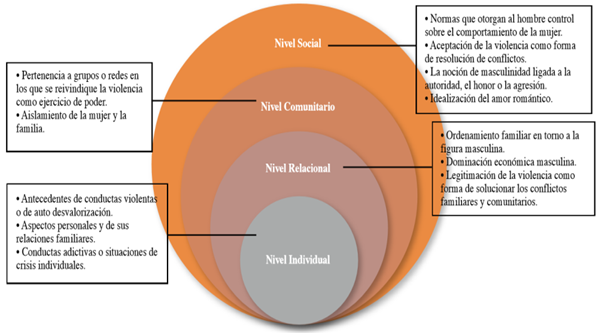 Nivel Social
• Normas que otorgan al hombre control
sobre el comportamiento de la mujer.
• Aceptación de la violencia como forma
de resolución de conflictos.
• La noción de masculinidad ligada a la
autoridad, el honor o la agresión.
• Idealización del amor romántico.
• Pertenencia a grupos o redes en
los que se reivindique la violencia
como ejercicio de poder.
• Aislamiento de la mujer y la
familia.
Nivel Comunitario
Nivel Relacional
• Ordenamiento familiar en torno a la
figura masculina.
• Dominación económica masculina.
• Legitimación de la violencia como
forma de solucionar los conflictos
familiares y comunitarios.
• Antecedentes de conductas violentas
o de auto desvalorización.
• Aspectos personales y de sus
relaciones familiares.
• Conductas adictivas o situaciones de
crisis individuales.
Nivel Individual